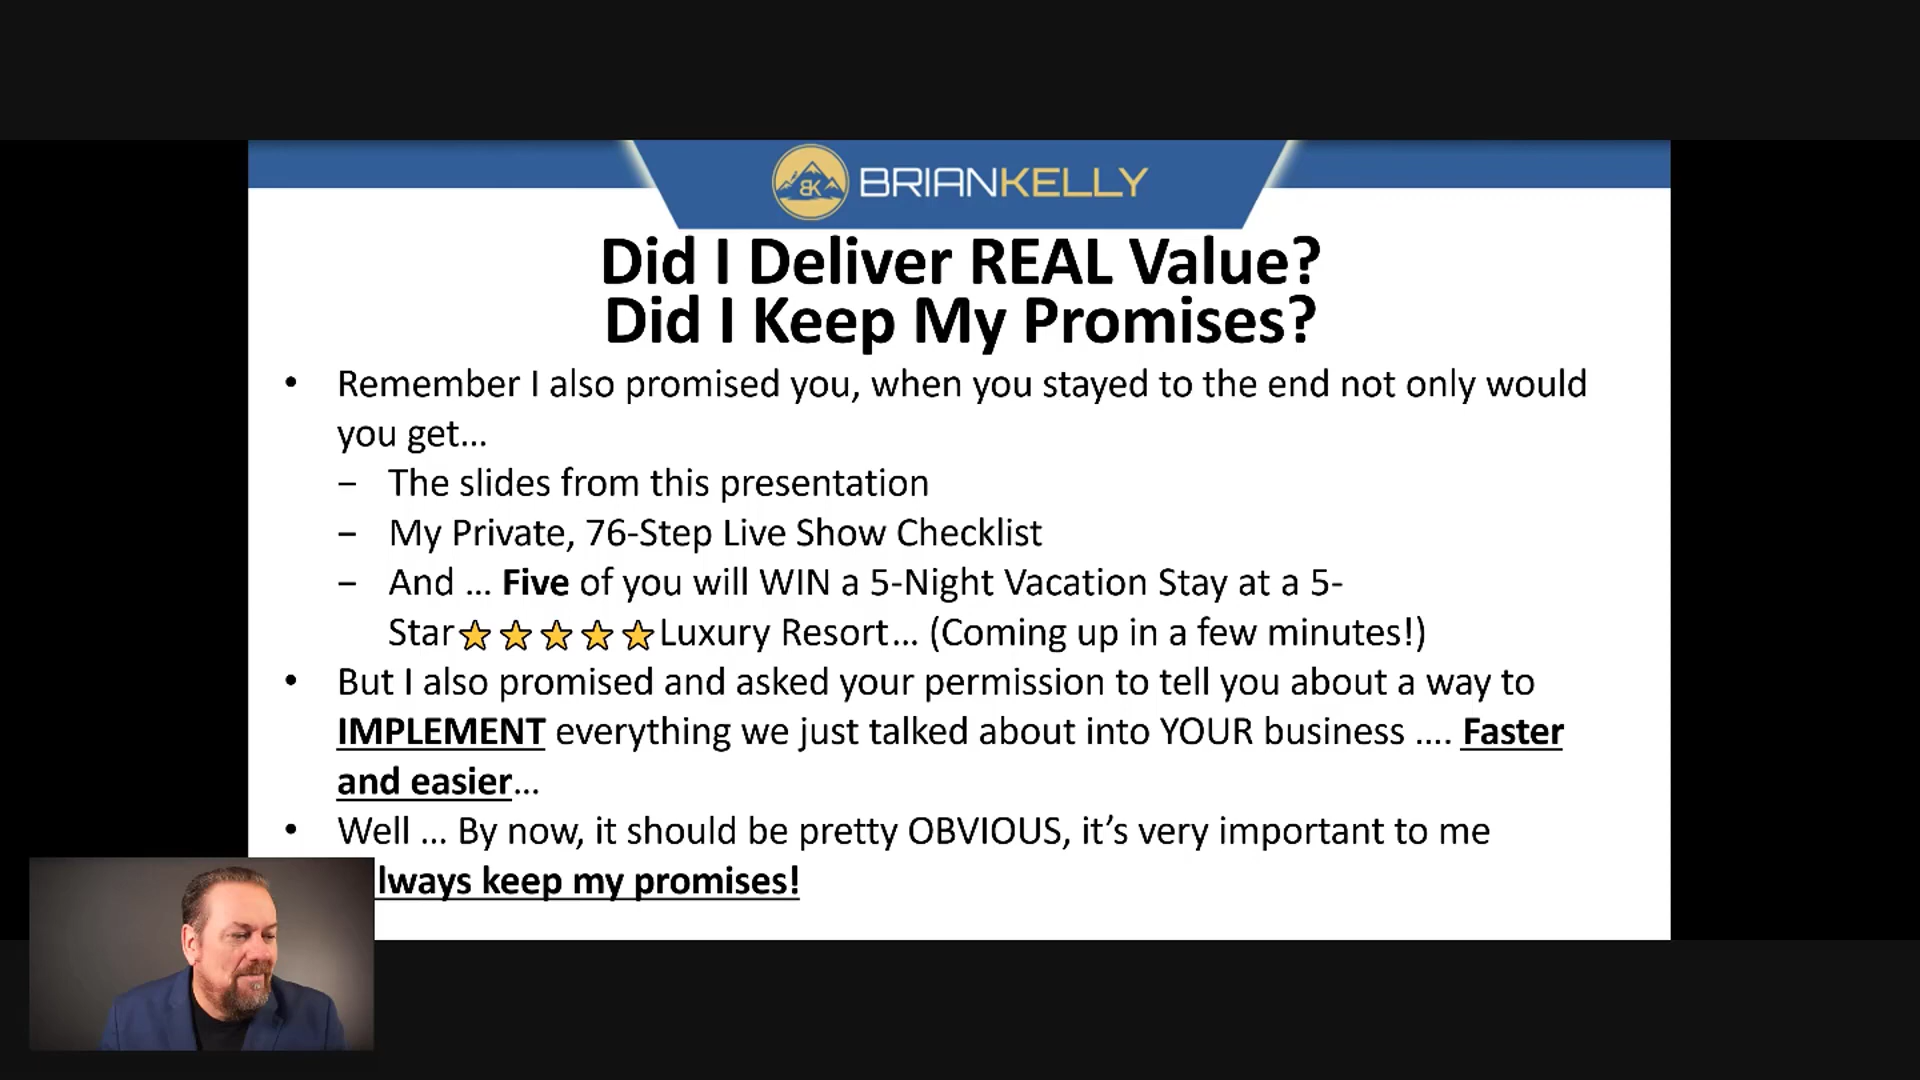 BK BRIANKELLY
Did I Deliver REAL Value?
Did I Keep My Promises?
• Remember I also promised you, when you stayed to the end not only would
you get…
– The slides from this presentation
– My Private, 76-Step Live Show Checklist
– And … Five of you will WIN a 5-Night Vacation Stay at a 5-
Star⭐⭐⭐⭐⭐Luxury Resort… (Coming up in a few minutes!)
• But I also promised and asked your permission to tell you about a way to
IMPLEMENT everything we just talked about into YOUR business …. Faster
and easier…
• Well … By now, it should be pretty OBVIOUS, it’s very important to me
lways keep my promises!